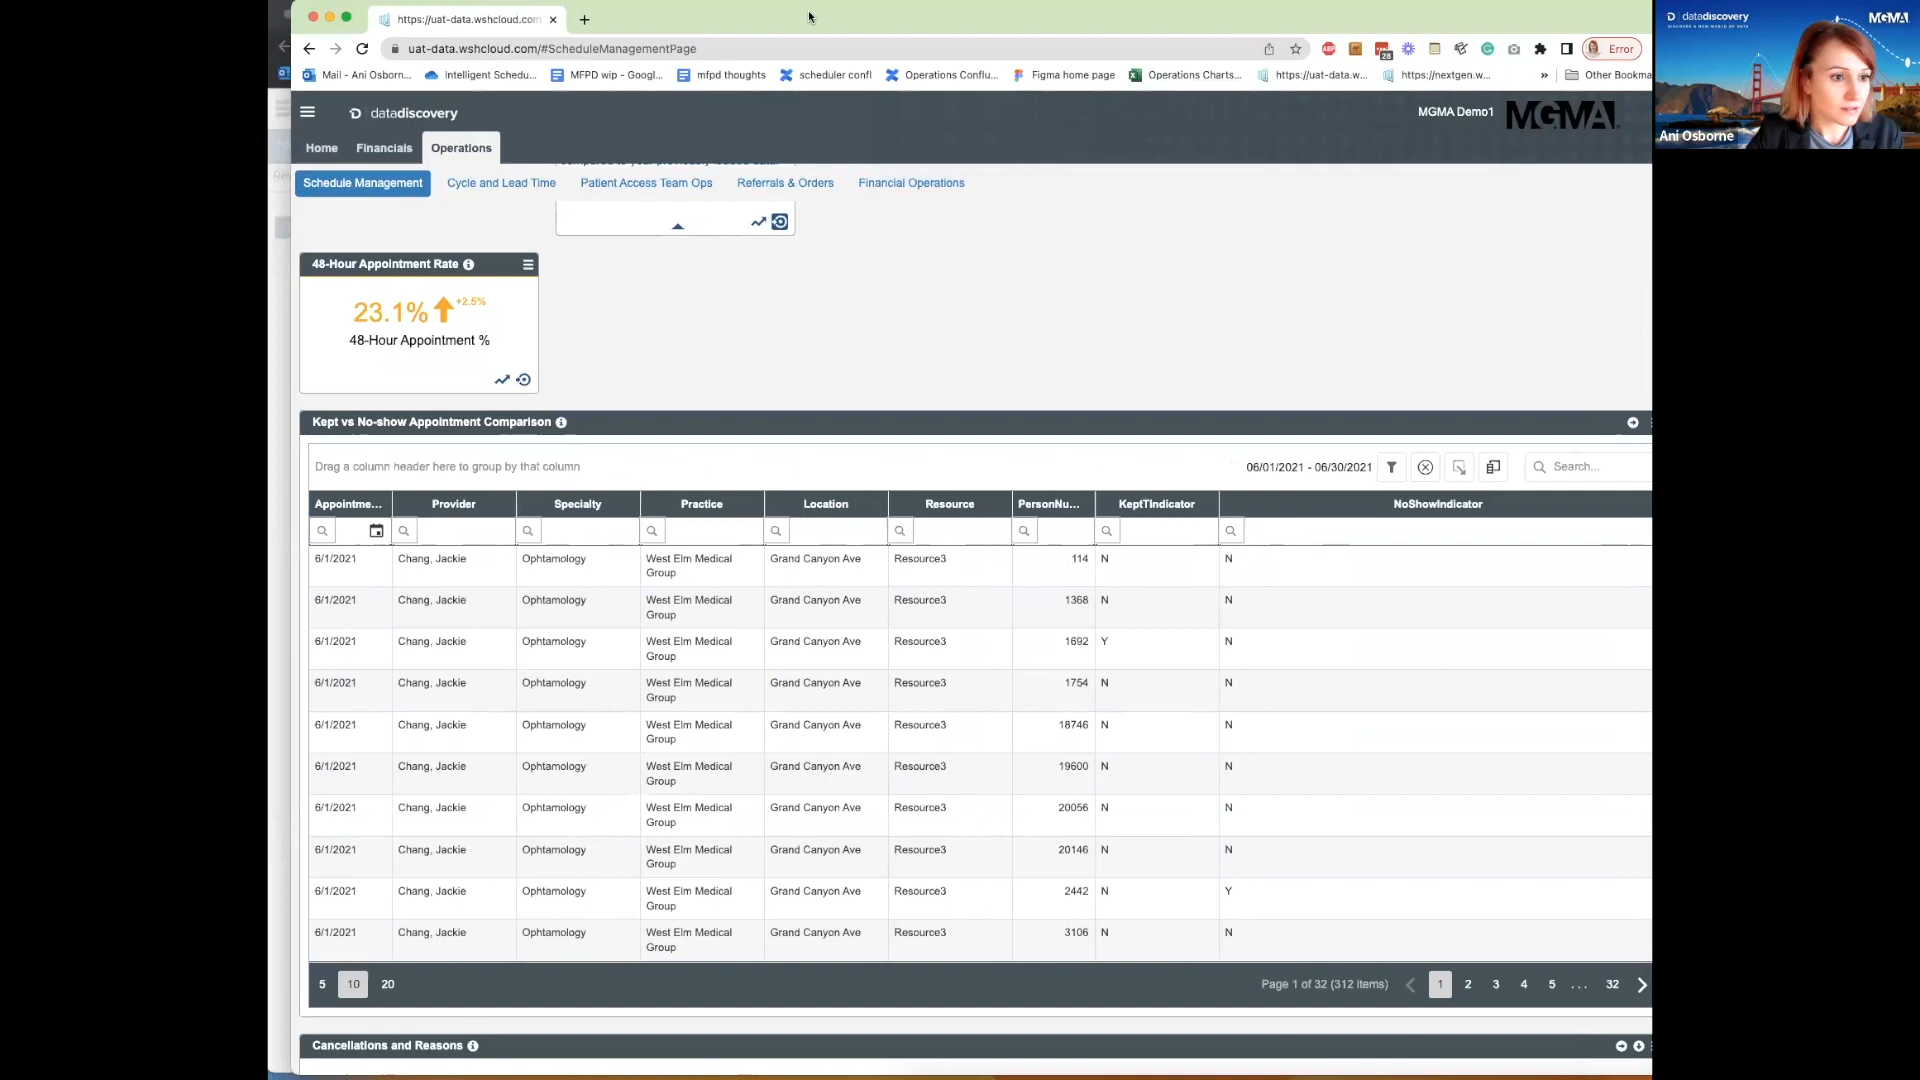 https://uat-data.wshcloud.com
uat-data.wshcloud.com/#ScheduleManagementPage
ABP
28
Error
Mail - Ani Osborn...
Intelligent Schedu...
MFPD wip - Googl...
mfpd thoughts
scheduler confl
Operations Conflu...
Figma home page
Operations Charts...
https://uat-data.w...
https://nextgen.w...
»
Other Bookma
datadiscovery
DISCOVER A NEW WORLD OF DATA
MGMA
Ani Osborne
datadiscovery
MGMA Demo1
MGMA
Home
Financials
Operations
Schedule Management
Cycle and Lead Time
Patient Access Team Ops
Referrals & Orders
Financial Operations
48-Hour Appointment Rate
23.1% +2.5%
48-Hour Appointment %
Kept vs No-show Appointment Comparison
Drag a column header here to group by that column
06/01/2021 - 06/30/2021
Search...
Appointme... Provider Specialty Practice Location Resource PersonNu... KeptTIndicator NoShowIndicator
6/1/2021 Chang, Jackie Ophtamology West Elm Medical Grand Canyon Ave Resource3 114 N N
Group
6/1/2021 Chang, Jackie Ophtamology West Elm Medical Grand Canyon Ave Resource3 1368 N N
Group
6/1/2021 Chang, Jackie Ophtamology West Elm Medical Grand Canyon Ave Resource3 1692 Y N
Group
6/1/2021 Chang, Jackie Ophtamology West Elm Medical Grand Canyon Ave Resource3 1754 N N
Group
6/1/2021 Chang, Jackie Ophtamology West Elm Medical Grand Canyon Ave Resource3 18746 N N
Group
6/1/2021 Chang, Jackie Ophtamology West Elm Medical Grand Canyon Ave Resource3 19600 N N
Group
6/1/2021 Chang, Jackie Ophtamology West Elm Medical Grand Canyon Ave Resource3 20056 N N
Group
6/1/2021 Chang, Jackie Ophtamology West Elm Medical Grand Canyon Ave Resource3 20146 N N
Group
6/1/2021 Chang, Jackie Ophtamology West Elm Medical Grand Canyon Ave Resource3 2442 N Y
Group
6/1/2021 Chang, Jackie Ophtamology West Elm Medical Grand Canyon Ave Resource3 3106 N N
Group
5 10 20
Page 1 of 32 (312 items) 1 2 3 4 5 . . . 32
Cancellations and Reasons